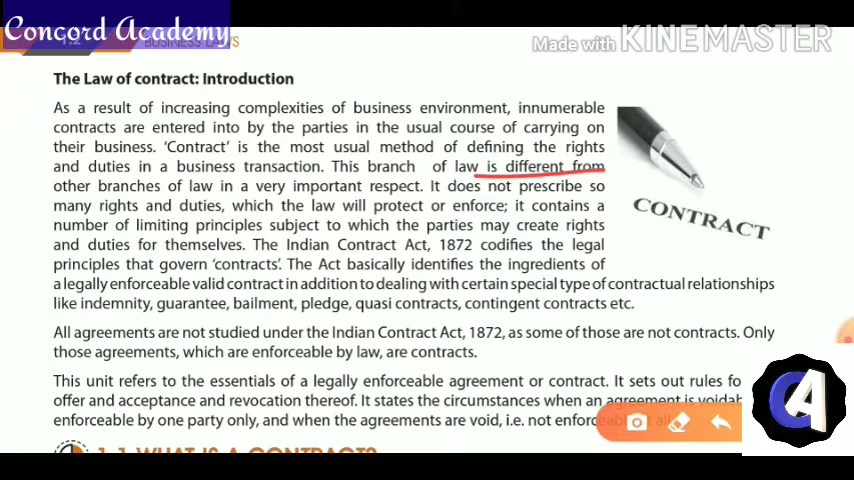 Concord Academy
BUSINESS LAWS
Made with KINEMASTER
The Law of contract: Introduction
As a result of increasing complexities of business environment, innumerable
contracts are entered into by the parties in the usual course of carrying on
their business. ‘Contract’ is the most usual method of defining the rights
and duties in a business transaction. This branch of law is different from
other branches of law in a very important respect. It does not prescribe so
many rights and duties, which the law will protect or enforce; it contains a
number of limiting principles subject to which the parties may create rights
and duties for themselves. The Indian Contract Act, 1872 codifies the legal
principles that govern ‘contracts’. The Act basically identifies the ingredients of
a legally enforceable valid contract in addition to dealing with certain special type of contractual relationships
like indemnity, guarantee, bailment, pledge, quasi contracts, contingent contracts etc.
CONTRACT
All agreements are not studied under the Indian Contract Act, 1872, as some of those are not contracts. Only
those agreements, which are enforceable by law, are contracts.
This unit refers to the essentials of a legally enforceable agreement or contract. It sets out rules fo
offer and acceptance and revocation thereof. It states the circumstances when an agreement is voidab
enforceable by one party only, and when the agreements are void, i.e. not enforceable at all.
CA
1.1 WHAT IS A CONTRACT?